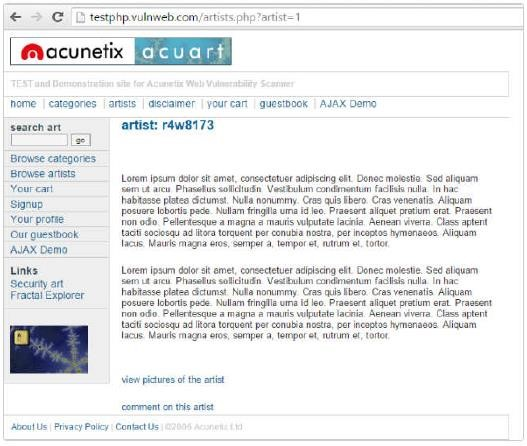 testphp.vulnweb.com/artists.php?artist=1
acunetix acuart
TEST and Demonstration site for Acunetix Web Vulnerability Scanner
home | categories | artists | disclaimer | your cart | guestbook | AJAX Demo
search art
go
Browse categories
Browse artists
Your cart
Signup
Your profile
Our guestbook
AJAX Demo
Links
Security art
Fractal Explorer
artist: r4w8173
Lorem ipsum dolor sit amet, consectetuer adipiscing elit. Donec molestie. Sed aliquam
sem ut arcu. Phasellus sollicitudin. Vestibulum condimentum facilisis nulla. In hac
habitasse platea dictumst. Nulla nonummy. Cras quis libero. Cras venenatis. Aliquam
posuere lobortis pede. Nullam fringilla urna id leo. Praesent aliquet pretium erat. Praesent
non odio. Pellentesque a magna a mauris vulputate lacinia. Aenean viverra. Class aptent
taciti sociosqu ad litora torquent per conubia nostra, per inceptos hymenaeos. Aliquam
lacus. Mauris magna eros, semper a, tempor et, rutrum et, tortor.
Lorem ipsum dolor sit amet, consectetuer adipiscing elit. Donec molestie. Sed aliquam
sem ut arcu. Phasellus sollicitudin. Vestibulum condimentum facilisis nulla. In hac
habitasse platea dictumst. Nulla nonummy. Cras quis libero. Cras venenatis. Aliquam
posuere lobortis pede. Nullam fringilla urna id leo. Praesent aliquet pretium erat. Praesent
non odio. Pellentesque a magna a mauris vulputate lacinia. Aenean viverra. Class aptent
taciti sociosqu ad litora torquent per conubia nostra, per inceptos hymenaeos. Aliquam
lacus. Mauris magna eros, semper a, tempor et, rutrum et, tortor.
view pictures of the artist
comment on this artist
About Us | Privacy Policy | Contact Us | ©2006 Acunetix Ltd